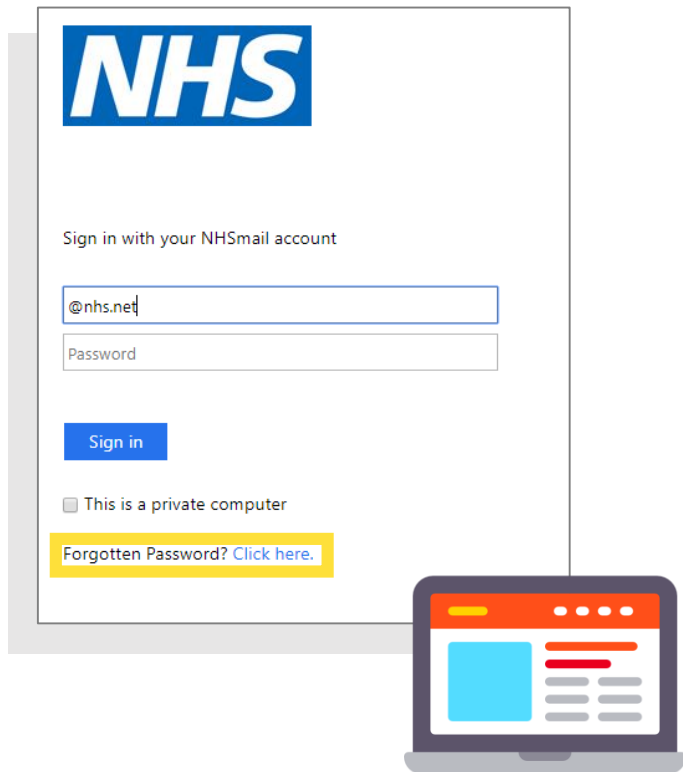 NHS
Sign in with your NHSmail account
@nhs.net
Password
Sign in
This is a private computer
Forgotten Password? Click here.